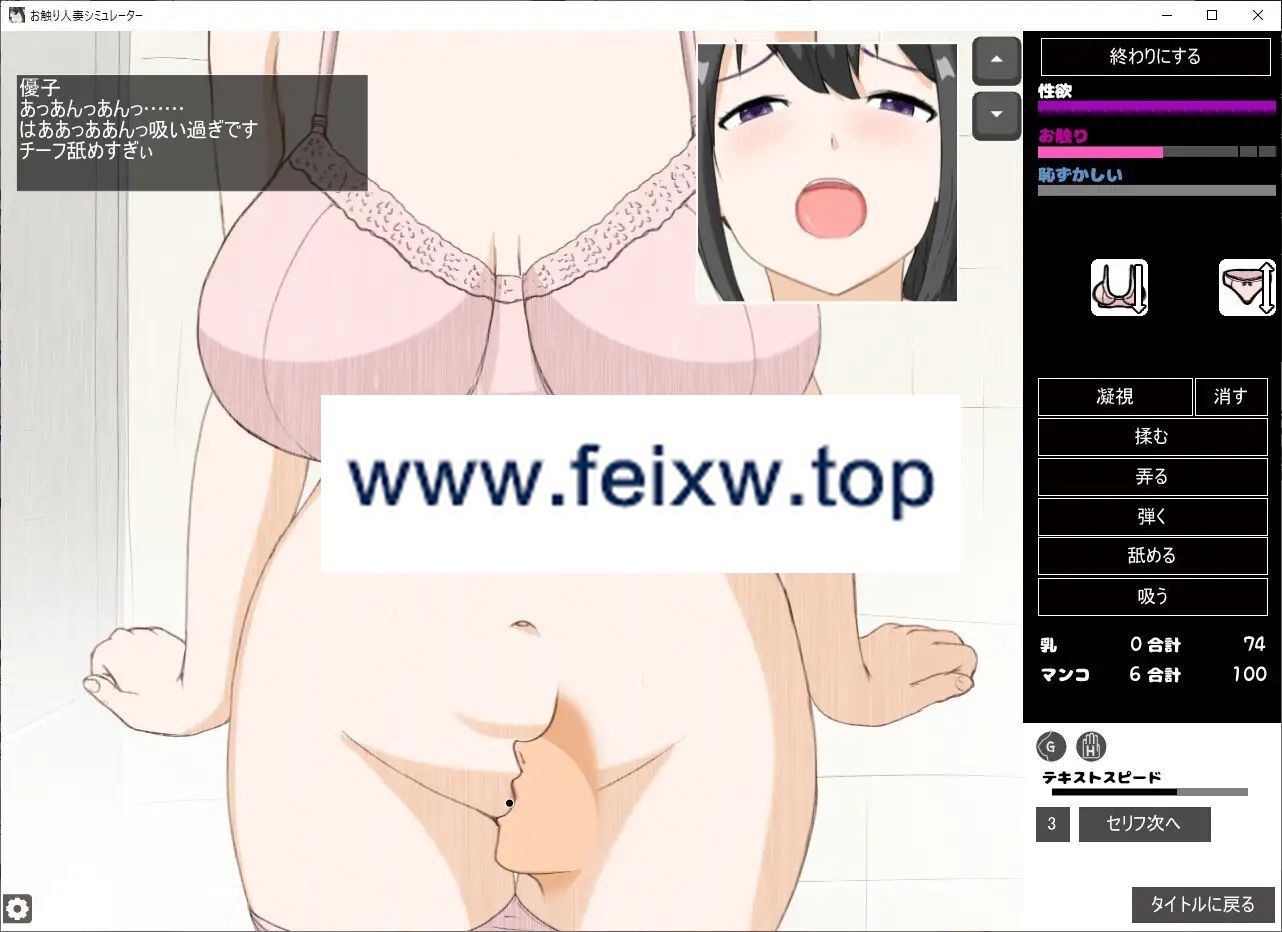 お触り人妻シミュレーター
優子
あっあんっあんっ……
はああっああんっ吸い過ぎです
チーフ舐めすぎぃ
終わりにする
性欲
お触り
恥ずかしい
www.feixw.top
凝視 消す
揉む
弄る
弾く
舐める
吸う
乳 0 合計 74
マンコ 6 合計 100
G H
テキストスピード
3 セリフ次へ
タイトルに戻る